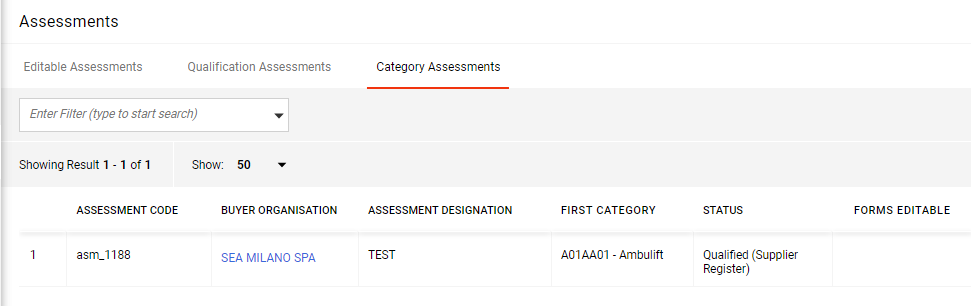 Assessments
Editable Assessments Qualification Assessments Category Assessments
Enter Filter (type to start search)
Showing Result 1 - 1 of 1 Show: 50
ASSESSMENT CODE BUYER ORGANISATION ASSESSMENT DESIGNATION FIRST CATEGORY STATUS FORMS EDITABLE
1 asm_1188 SEA MILANO SPA TEST A01AA01 - Ambulift Qualified (Supplier
Register)